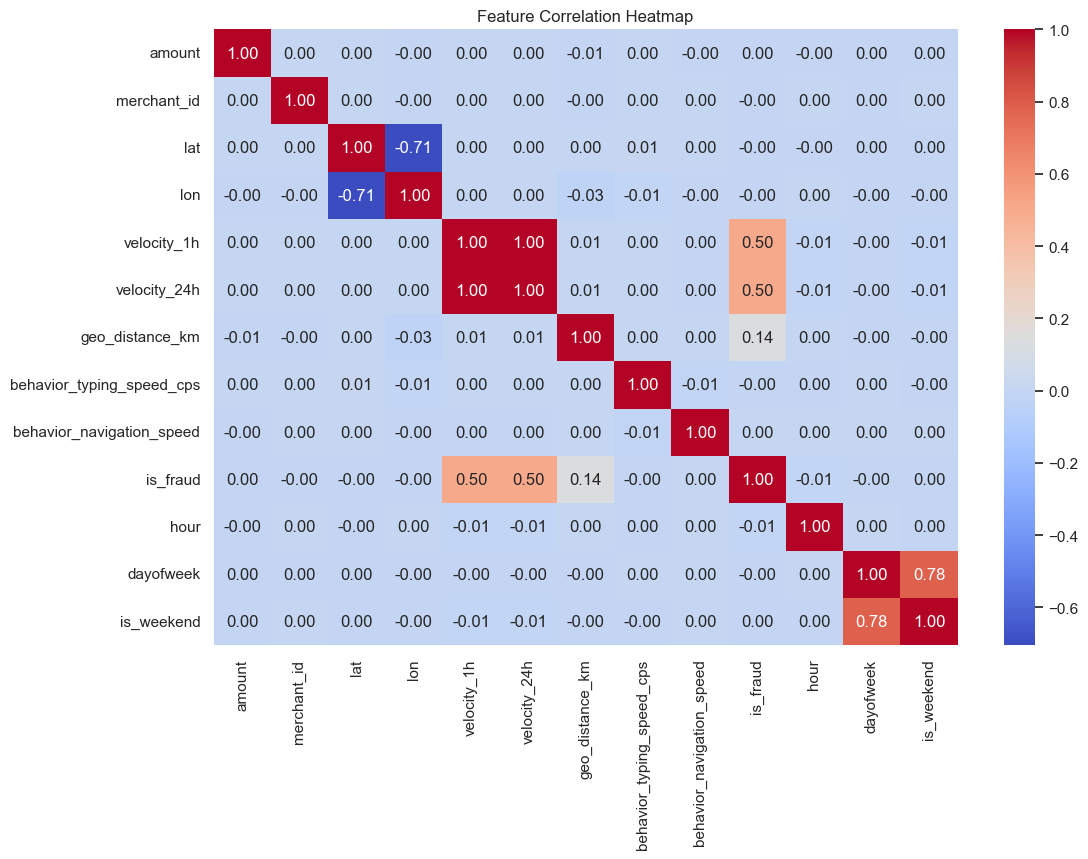 Feature Correlation Heatmap
amount 1.00 0.00 0.00 -0.00 0.00 0.00 -0.01 0.00 -0.00 0.00 -0.00 0.00 0.00
merchant_id 0.00 1.00 0.00 -0.00 0.00 0.00 -0.00 0.00 0.00 -0.00 0.00 0.00 0.00
lat 0.00 0.00 1.00 -0.71 0.00 0.00 0.00 0.01 0.00 -0.00 -0.00 0.00 0.00
lon -0.00 -0.00 -0.71 1.00 0.00 0.00 -0.03 -0.01 -0.00 -0.00 0.00 -0.00 -0.00
velocity_1h 0.00 0.00 0.00 0.00 1.00 1.00 0.01 0.00 0.00 0.50 -0.01 -0.00 -0.01
velocity_24h 0.00 0.00 0.00 0.00 1.00 1.00 0.01 0.00 0.00 0.50 -0.01 -0.00 -0.01
geo_distance_km -0.01 -0.00 0.00 -0.03 0.01 0.01 1.00 0.00 0.00 0.14 0.00 -0.00 -0.00
behavior_typing_speed_cps 0.00 0.00 0.01 -0.01 0.00 0.00 0.00 1.00 -0.01 -0.00 0.00 0.00 -0.00
behavior_navigation_speed -0.00 0.00 0.00 -0.00 0.00 0.00 0.00 -0.01 1.00 0.00 0.00 0.00 0.00
is_fraud 0.00 -0.00 -0.00 -0.00 0.50 0.50 0.14 -0.00 0.00 1.00 -0.01 -0.00 0.00
hour -0.00 0.00 -0.00 0.00 -0.01 -0.01 0.00 0.00 0.00 -0.01 1.00 0.00 0.00
dayofweek 0.00 0.00 0.00 -0.00 -0.00 -0.00 -0.00 0.00 0.00 -0.00 0.00 1.00 0.78
is_weekend 0.00 0.00 0.00 -0.00 -0.01 -0.01 -0.00 -0.00 0.00 0.00 0.00 0.78 1.00
amount
merchant_id
lat
lon
velocity_1h
velocity_24h
geo_distance_km
behavior_typing_speed_cps
behavior_navigation_speed
is_fraud
hour
dayofweek
is_weekend
1.0
0.8
0.6
0.4
0.2
0.0
−0.2
−0.4
−0.6